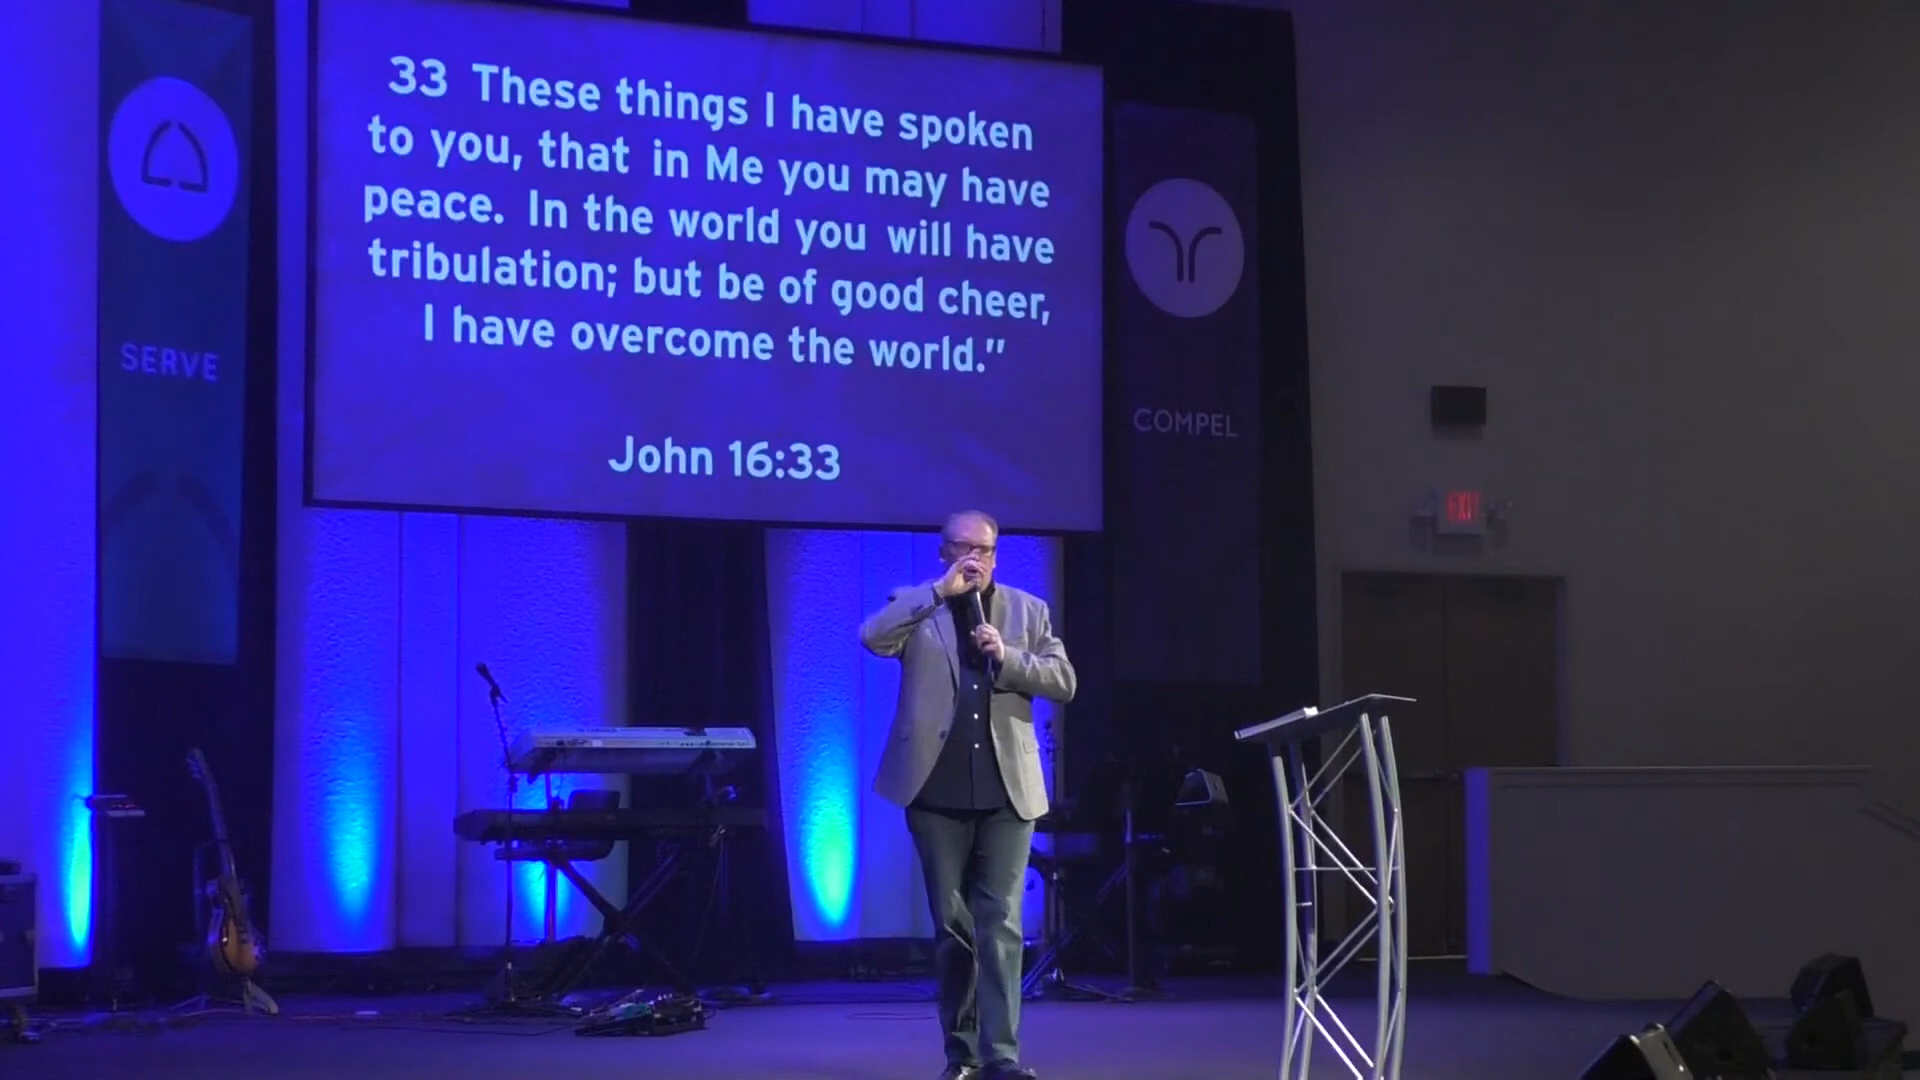 33 These things I have spoken
to you, that in Me you may have
peace. In the world you will have
tribulation; but be of good cheer,
I have overcome the world.”
John 16:33
SERVE
COMPEL
EXIT